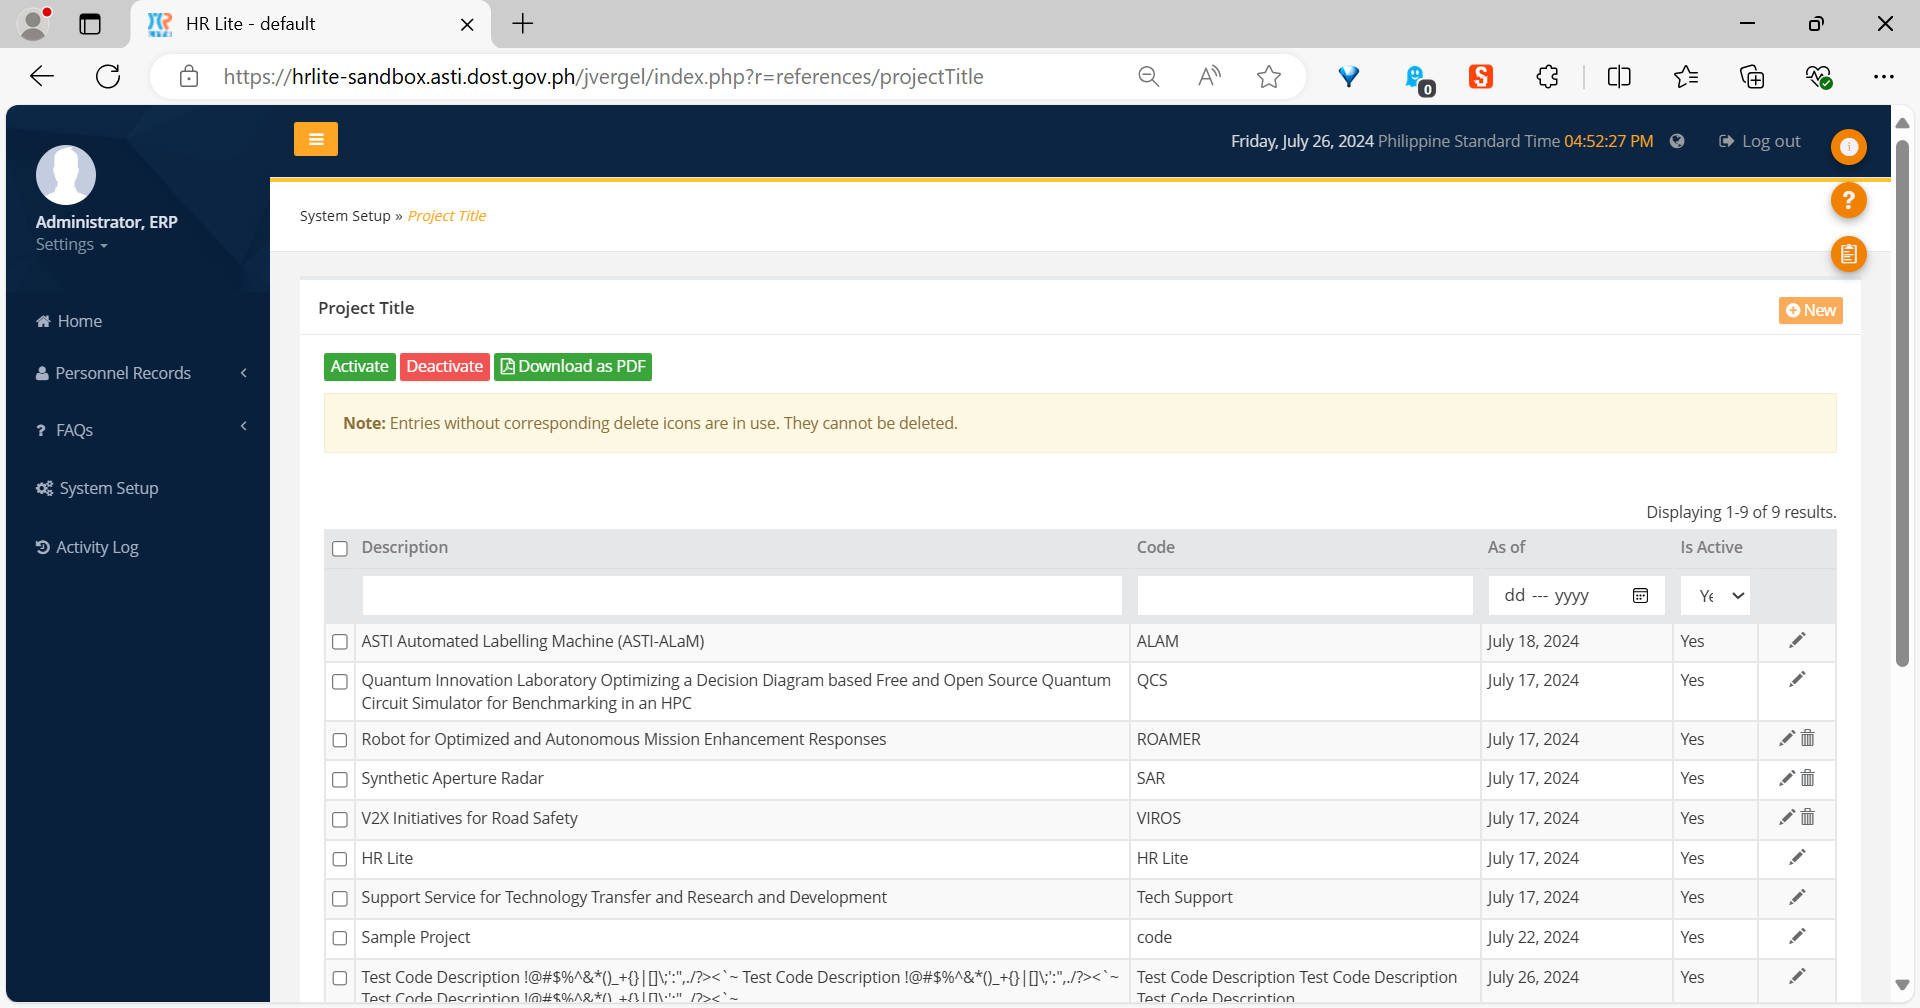 HR Lite - default
https://hrlite-sandbox.asti.dost.gov.ph/jvergel/index.php?r=references/projectTitle
0
Friday, July 26, 2024 Philippine Standard Time 04:52:27 PM
Log out
Administrator, ERP
Settings
System Setup » Project Title
Home
Personnel Records
FAQs
System Setup
Activity Log
Project Title
New
Activate
Deactivate
Download as PDF
Note: Entries without corresponding delete icons are in use. They cannot be deleted.
Displaying 1-9 of 9 results.
Description Code As of Is Active
dd --- yyyy
ASTI Automated Labelling Machine (ASTI-ALaM) ALAM July 18, 2024 Yes
Quantum Innovation Laboratory Optimizing a Decision Diagram based Free and Open Source Quantum QCS July 17, 2024 Yes
Circuit Simulator for Benchmarking in an HPC
Robot for Optimized and Autonomous Mission Enhancement Responses ROAMER July 17, 2024 Yes
Synthetic Aperture Radar SAR July 17, 2024 Yes
V2X Initiatives for Road Safety VIROS July 17, 2024 Yes
HR Lite HR Lite July 17, 2024 Yes
Support Service for Technology Transfer and Research and Development Tech Support July 17, 2024 Yes
Sample Project code July 22, 2024 Yes
Test Code Description !@#$%^&*()_+{}|[]\;':",./?><`~ Test Code Description !@#$%^&*()_+{}|[]\;':",./?><`~ Test Code Description Test Code Description July 26, 2024 Yes
Test Code Description !@#$%^&*()_+{}|[]\;':",./?><`~ Test Code Description